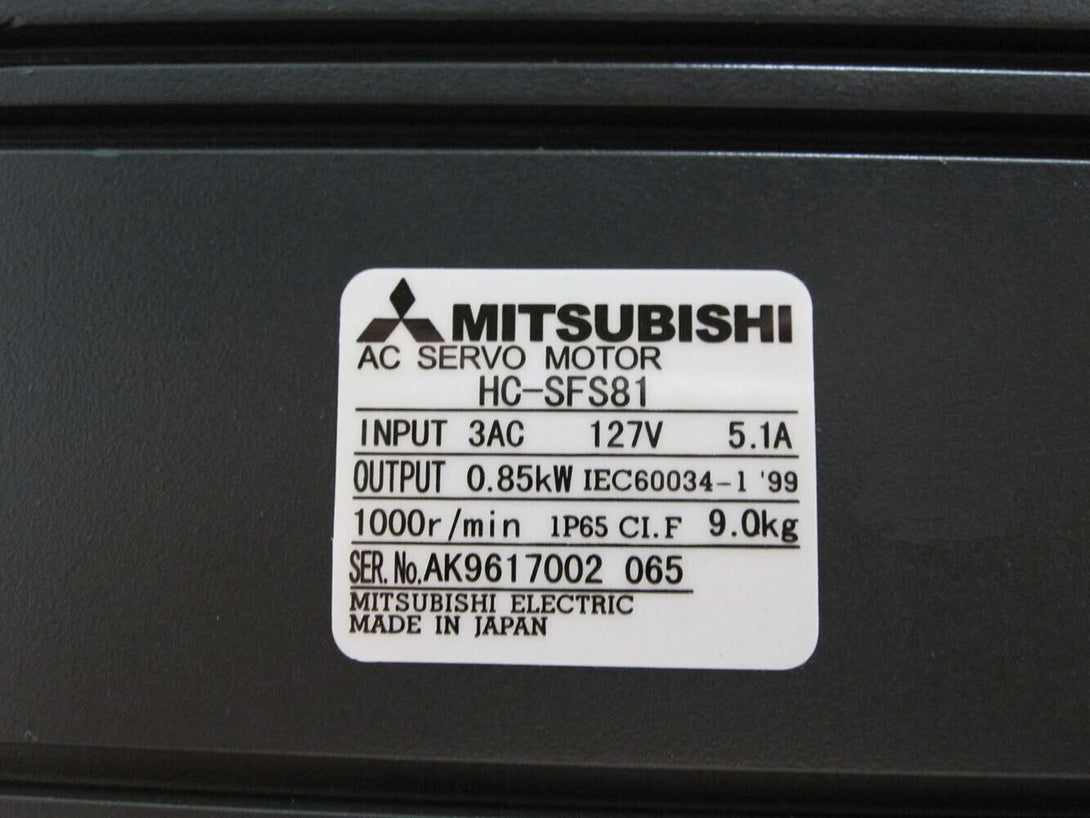 MITSUBISHI
AC SERVO MOTOR
HC-SFS81
INPUT 3AC 127V 5.1A
OUTPUT 0.85kW IEC60034-1 '99
1000r/min IP65 CI.F 9.0kg
SER.No.AK9617002 065
MITSUBISHI ELECTRIC
MADE IN JAPAN